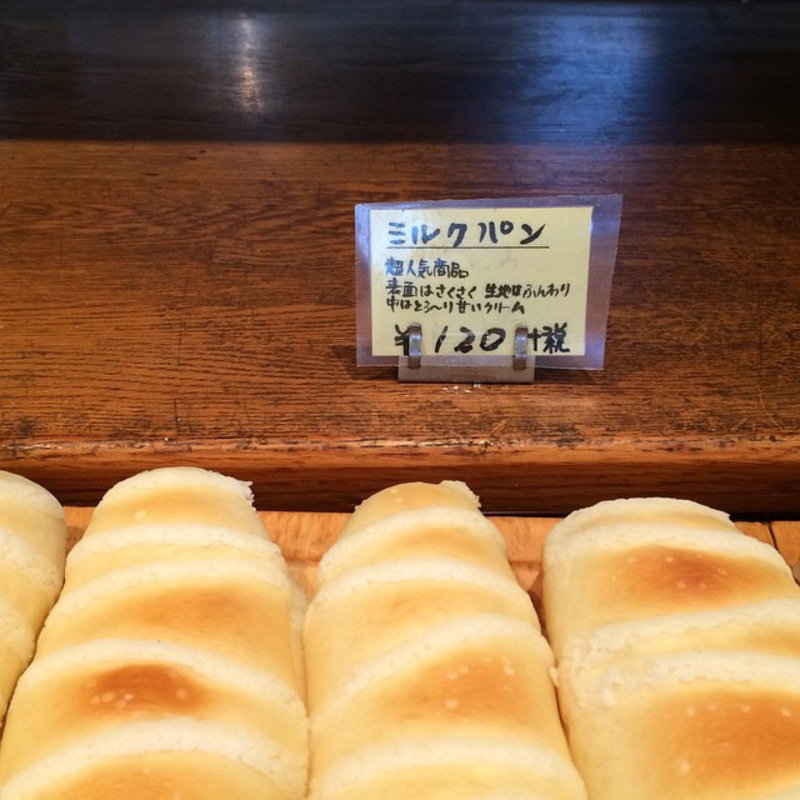 ミルクパン
超人気商品
表面はさくさく 生地はふんわり
中はとろ〜り甘いクリーム
¥120+税